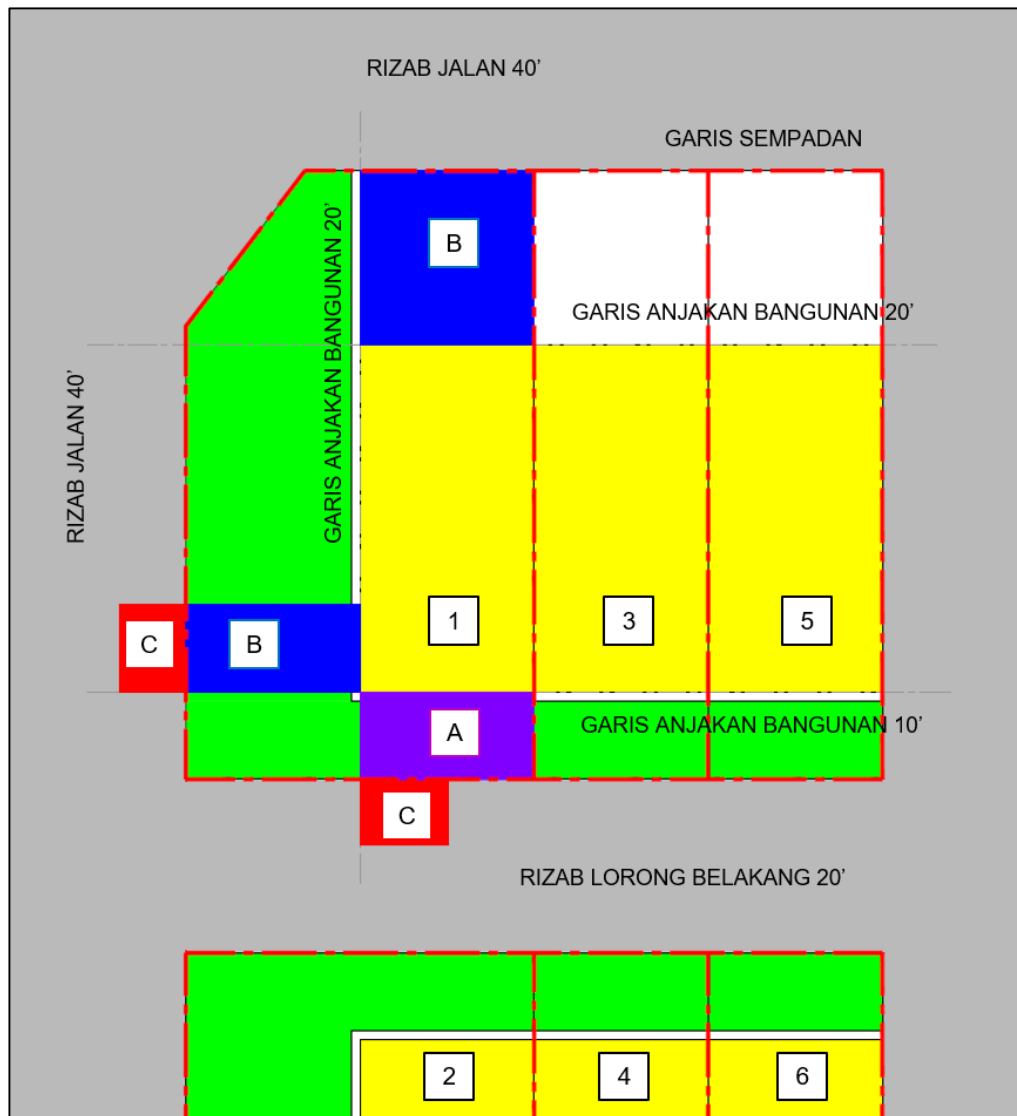 RIZAB JALAN 40’
GARIS SEMPADAN
GARIS ANJAKAN BANGUNAN 20’
B
GARIS ANJAKAN BANGUNAN 20’
RIZAB JALAN 40’
1
3
5
C
B
GARIS ANJAKAN BANGUNAN 10’
A
C
RIZAB LORONG BELAKANG 20’
2
4
6